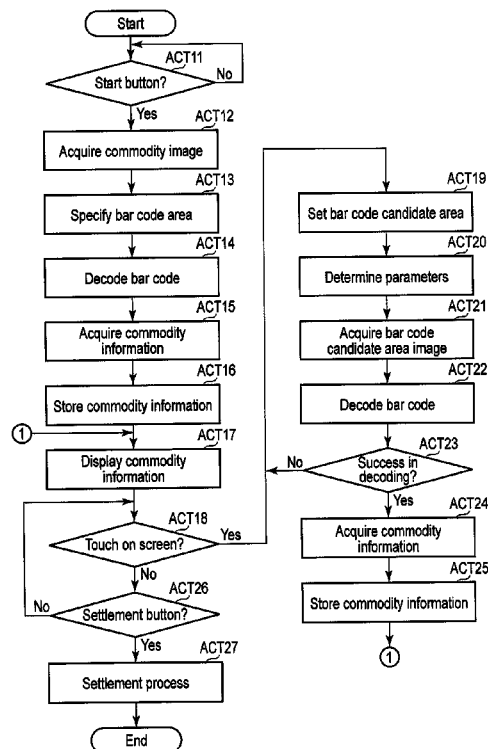 Start
ACT11
Start button?
No
Yes
ACT12
Acquire commodity image
ACT13
Specify bar code area
ACT14
Decode bar code
ACT15
Acquire commodity
information
ACT16
Store commodity information
1
ACT17
Display commodity
information
ACT18
Touch on screen?
Yes
No
ACT26
Settlement button?
No
Yes
ACT27
Settlement process
End
ACT19
Set bar code candidate area
ACT20
Determine parameters
ACT21
Acquire bar code
candidate area image
ACT22
Decode bar code
ACT23
Success in
decoding?
No
Yes
ACT24
Acquire commodity
information
ACT25
Store commodity information
1